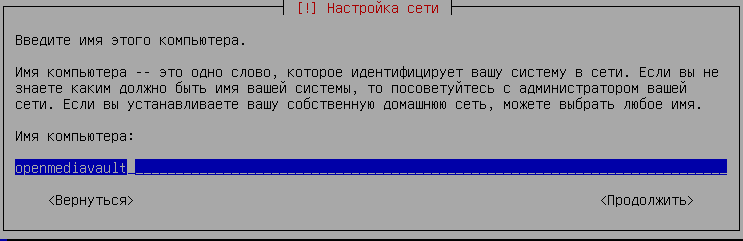 [!] Настройка сети
Введите имя этого компьютера.
Имя компьютера -- это одно слово, которое идентифицирует вашу систему в сети. Если вы не
знаете каким должно быть имя вашей системы, то посоветуйтесь с администратором вашей
сети. Если вы устанавливаете вашу собственную домашнюю сеть, можете выбрать любое имя.
Имя компьютера:
openmediavault
<Вернуться> <Продолжить>